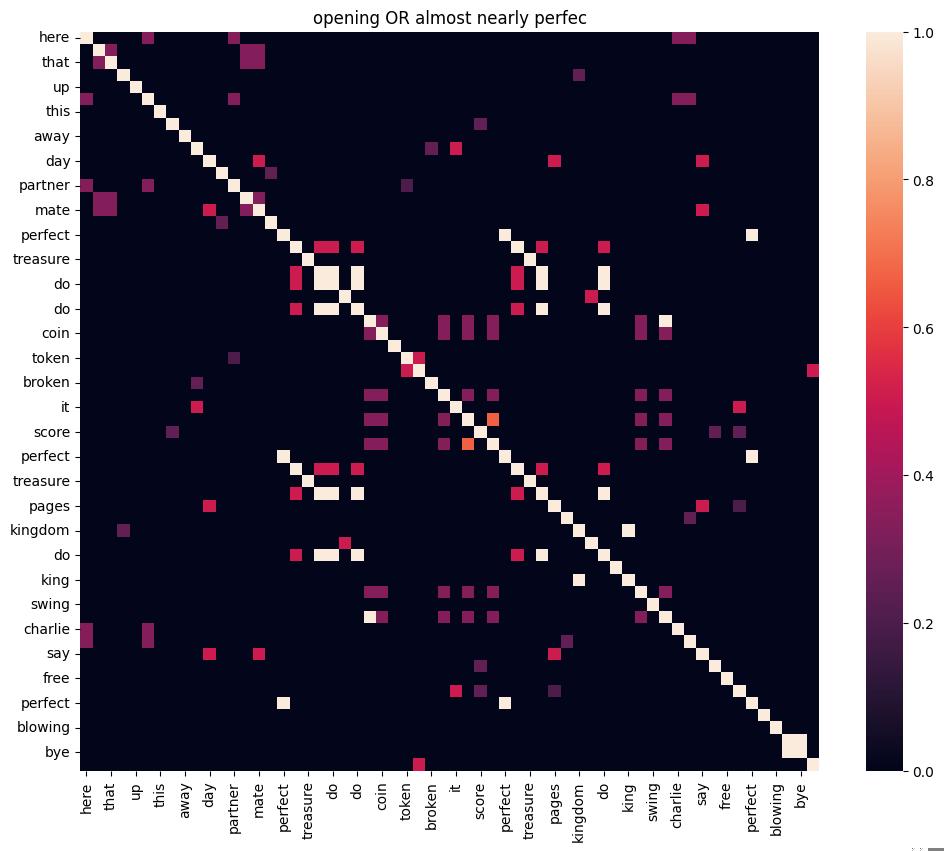 opening OR almost nearly perfec
here
that
up
this
away
day
partner
mate
perfect
treasure
do
do
coin
token
broken
it
score
perfect
treasure
pages
kingdom
do
king
swing
charlie
say
free
perfect
blowing
bye
here
that
up
this
away
day
partner
mate
perfect
treasure
do
do
coin
token
broken
it
score
perfect
treasure
pages
kingdom
do
king
swing
charlie
say
free
perfect
blowing
bye
1.0
0.8
0.6
0.4
0.2
0.0